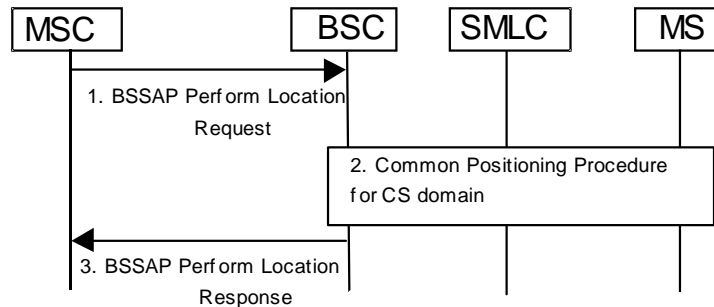 MSC
BSC
SMLC
MS
1. BSSAP Perform Location
Request
2. Common Positioning Procedure
for CS domain
3. BSSAP Perform Location
Response